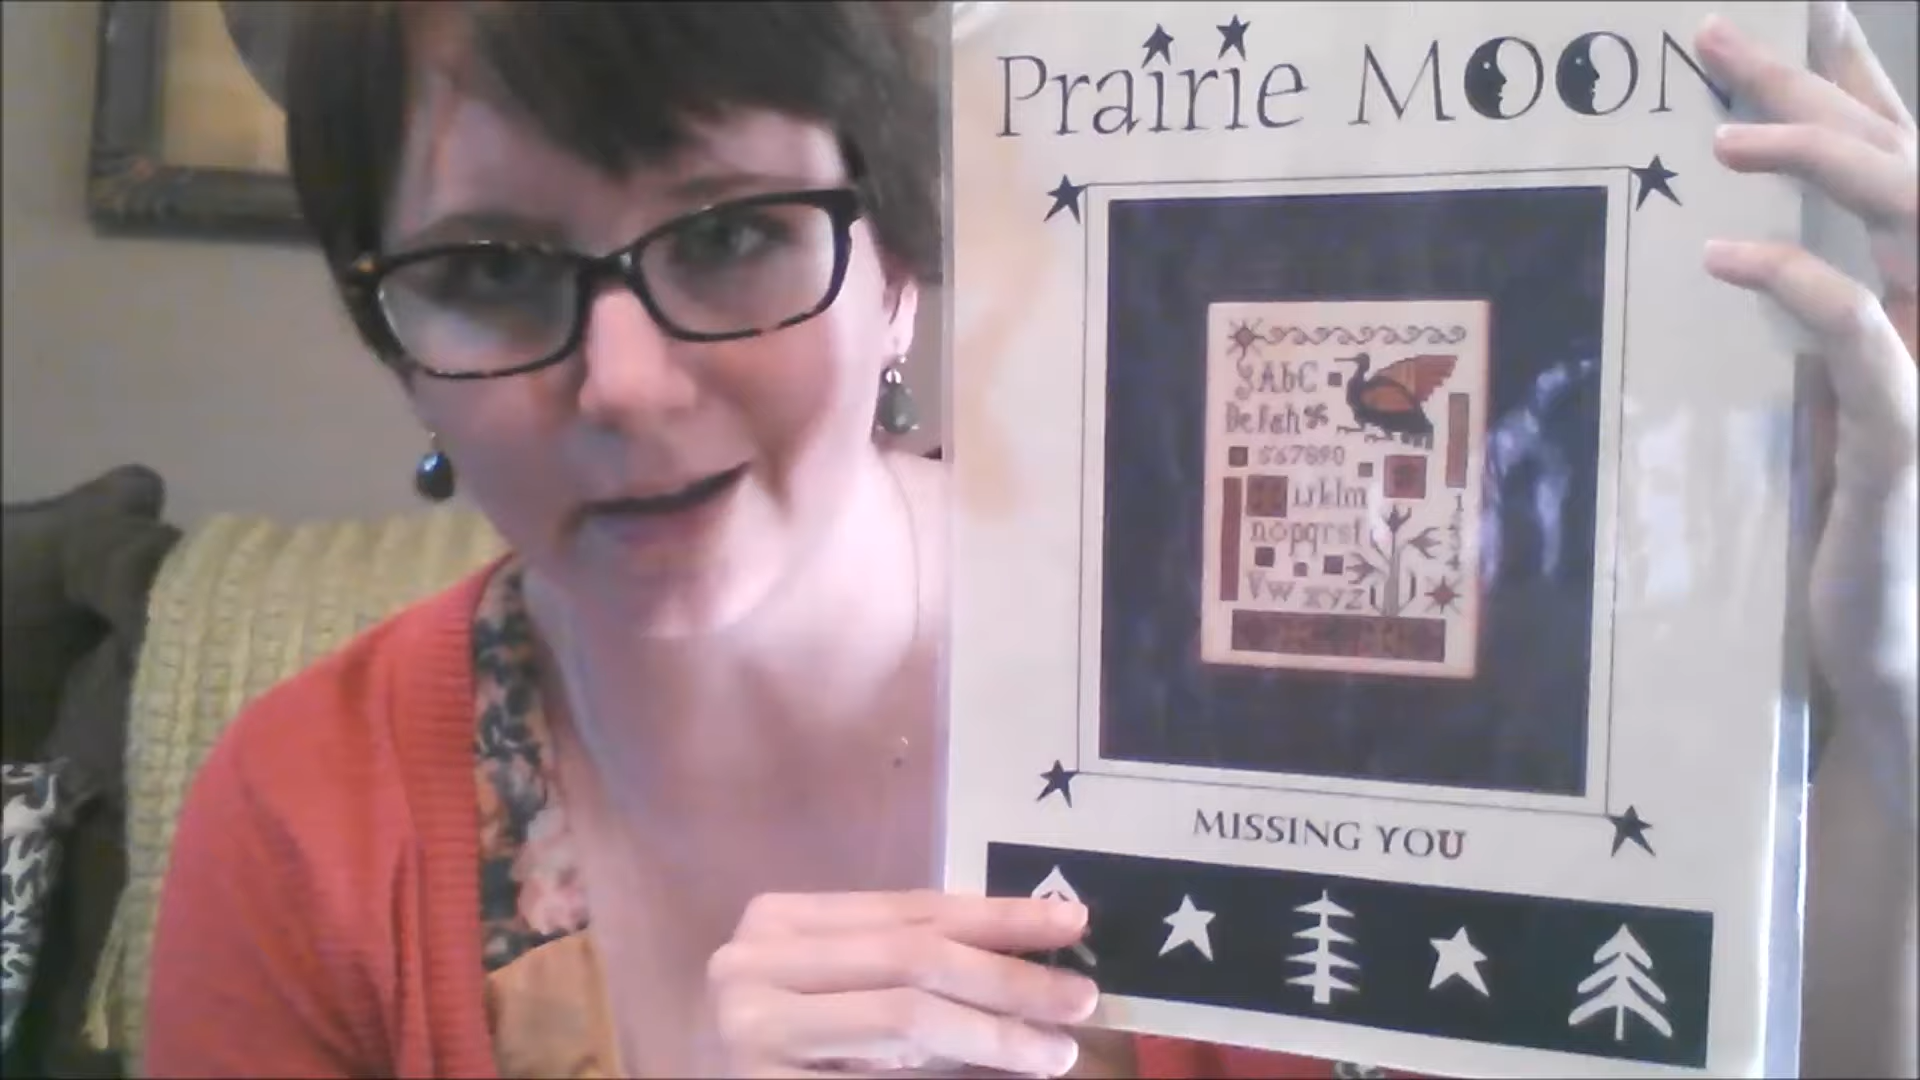 Prairie MOON
AbC
DeFgh
567890
ijklm
nopqrst
Vw xyz
MISSING YOU